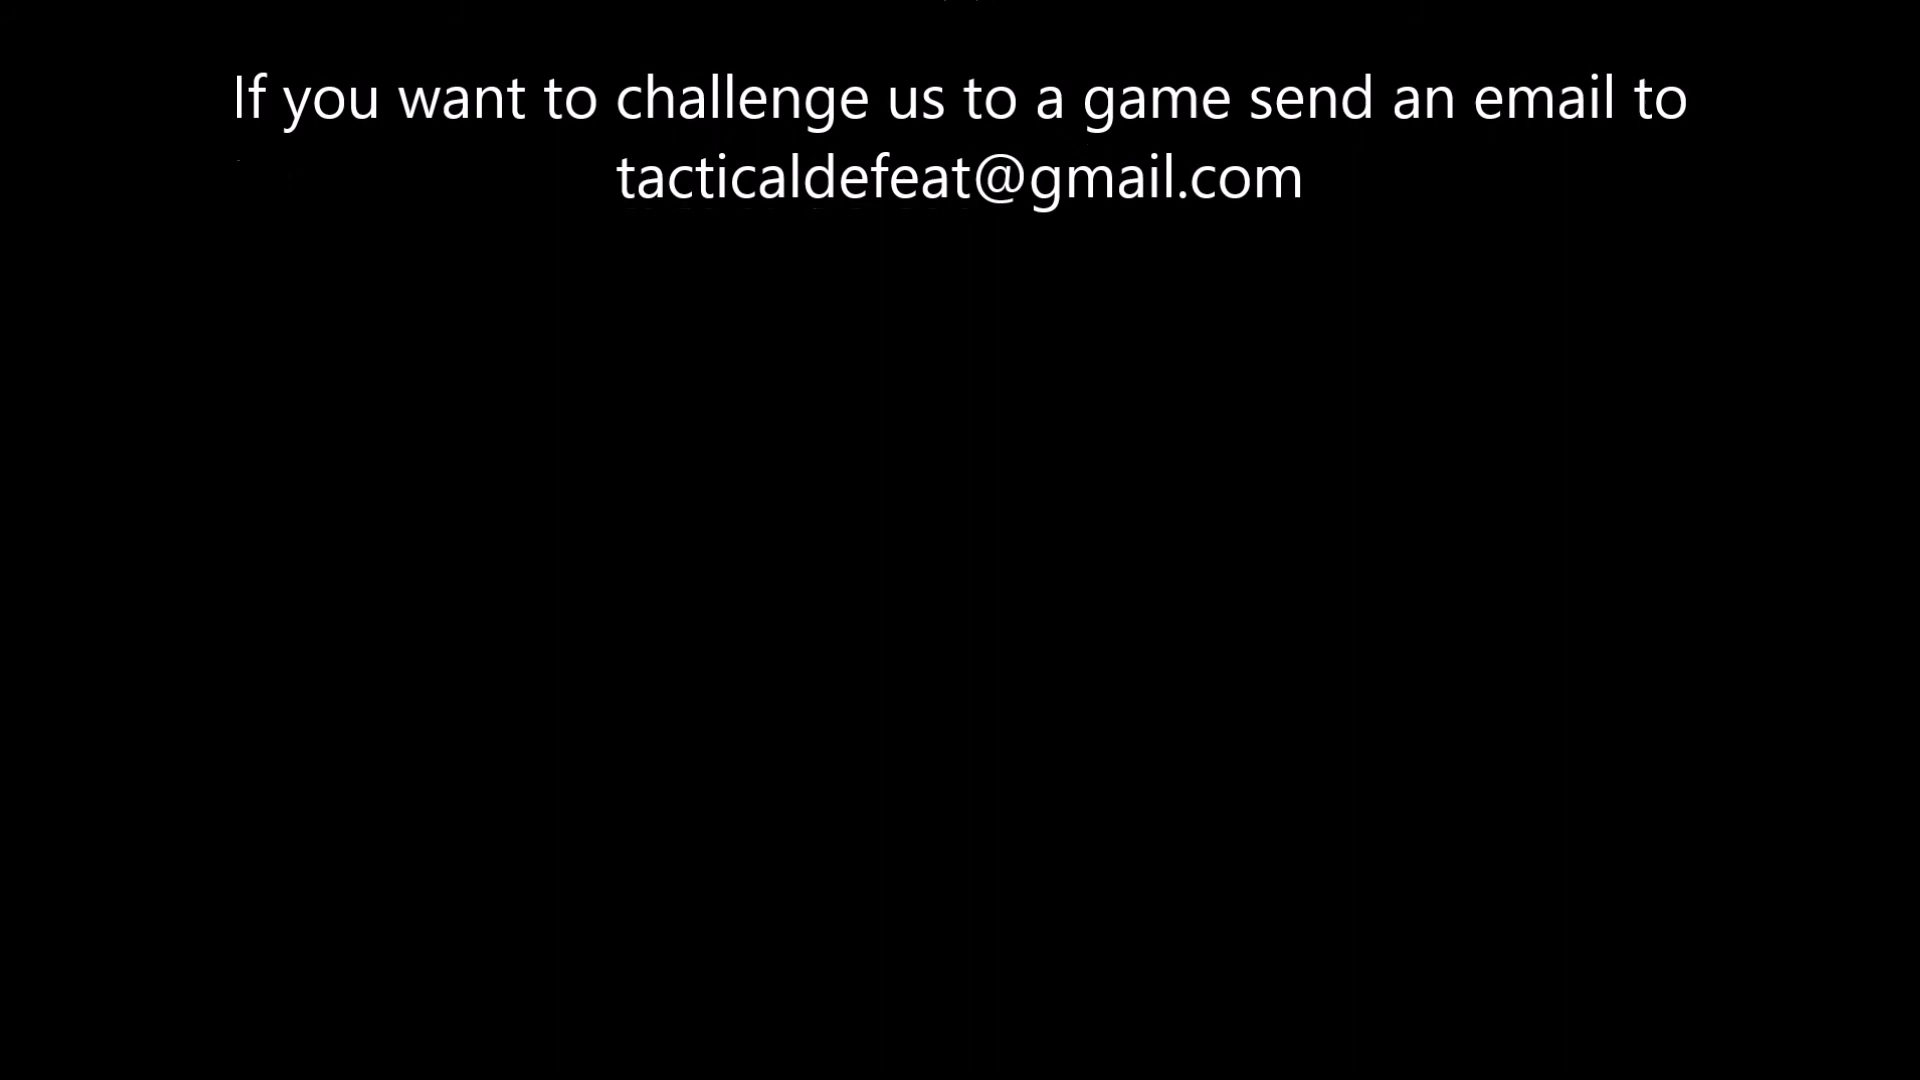 If you want to challenge us to a game send an email to
tacticaldefeat@gmail.com